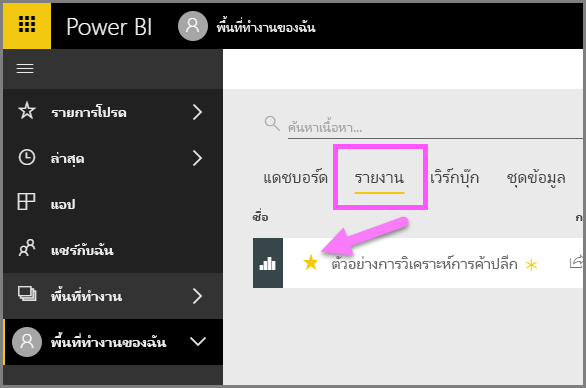 Power BI พื้นที่ทำงานของฉัน
รายการโปรด
ล่าสุด
แอป
แชร์กับฉัน
พื้นที่ทำงาน
พื้นที่ทำงานของฉัน
ค้นหาเนื้อหา...
แดชบอร์ด รายงาน เวิร์กบุ๊ก ชุดข้อมูล
ชื่อ
ตัวอย่างการวิเคราะห์การค้าปลีก